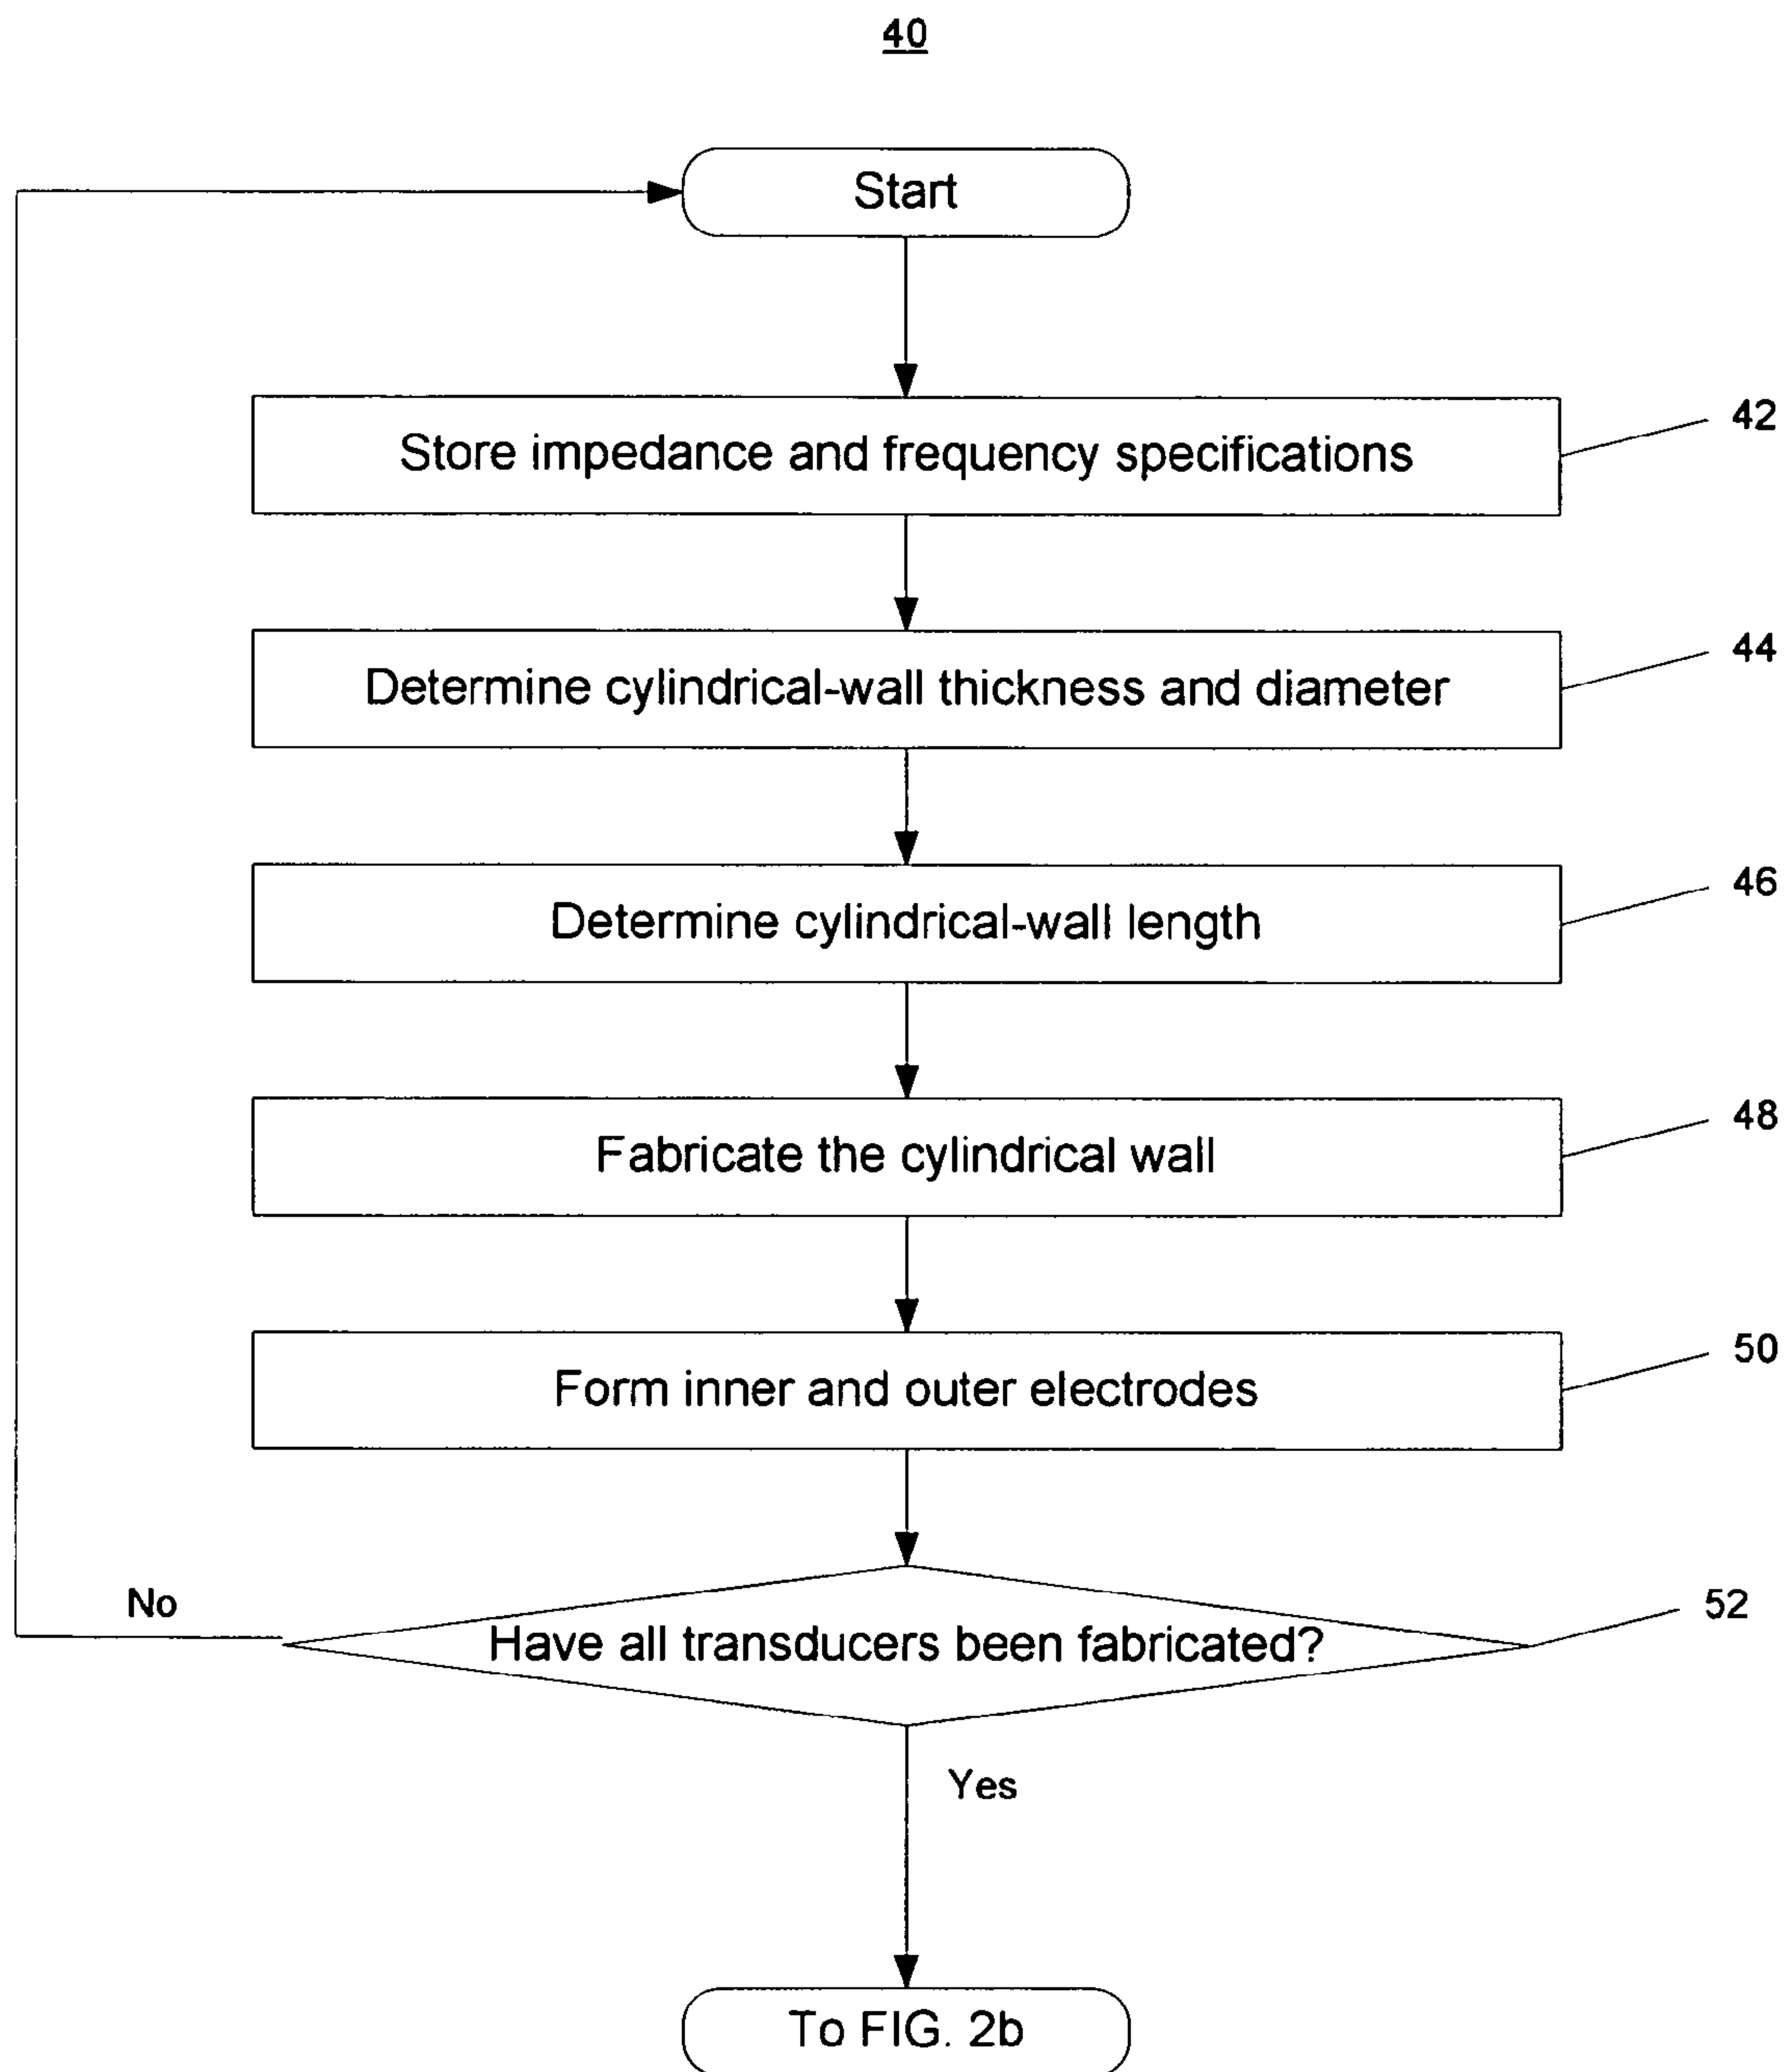 40
Start
Store impedance and frequency specifications
42
Determine cylindrical-wall thickness and diameter
44
Determine cylindrical-wall length
46
Fabricate the cylindrical wall
48
Form inner and outer electrodes
50
No
Have all transducers been fabricated?
52
Yes
To FIG. 2b